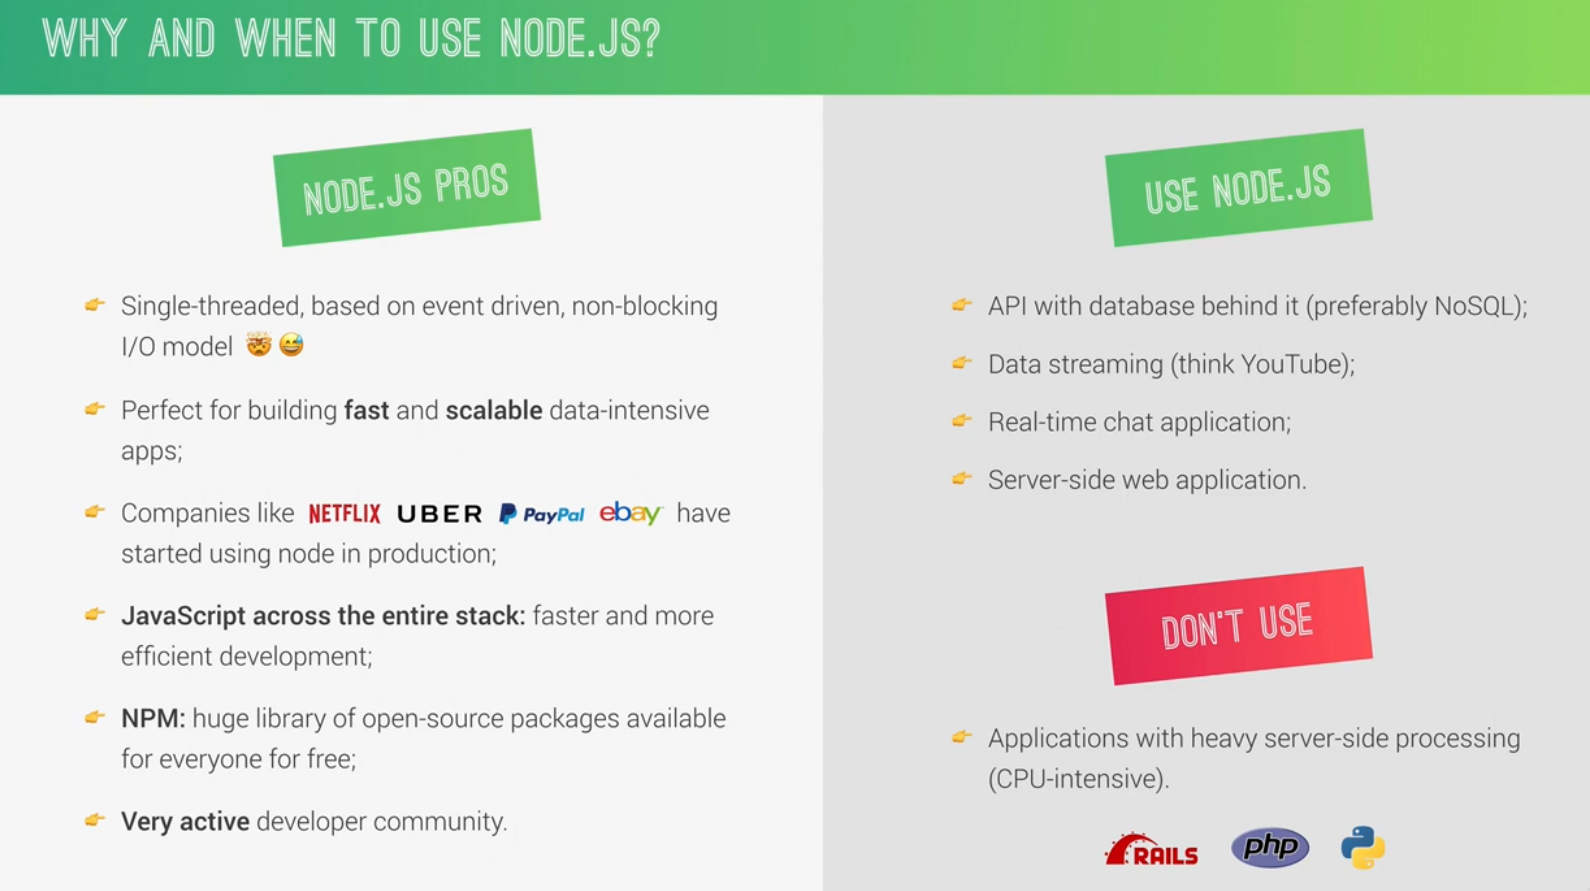 WHY AND WHEN TO USE NODE.JS?
NODE.JS PROS
Single-threaded, based on event driven, non-blocking
I/O model
Perfect for building fast and scalable data-intensive
apps;
Companies like NETFLIX UBER PayPal ebay have
started using node in production;
JavaScript across the entire stack: faster and more
efficient development;
NPM: huge library of open-source packages available
for everyone for free;
Very active developer community.
USE NODE.JS
API with database behind it (preferably NoSQL);
Data streaming (think YouTube);
Real-time chat application;
Server-side web application.
DON'T USE
Applications with heavy server-side processing
(CPU-intensive).
RAILS php